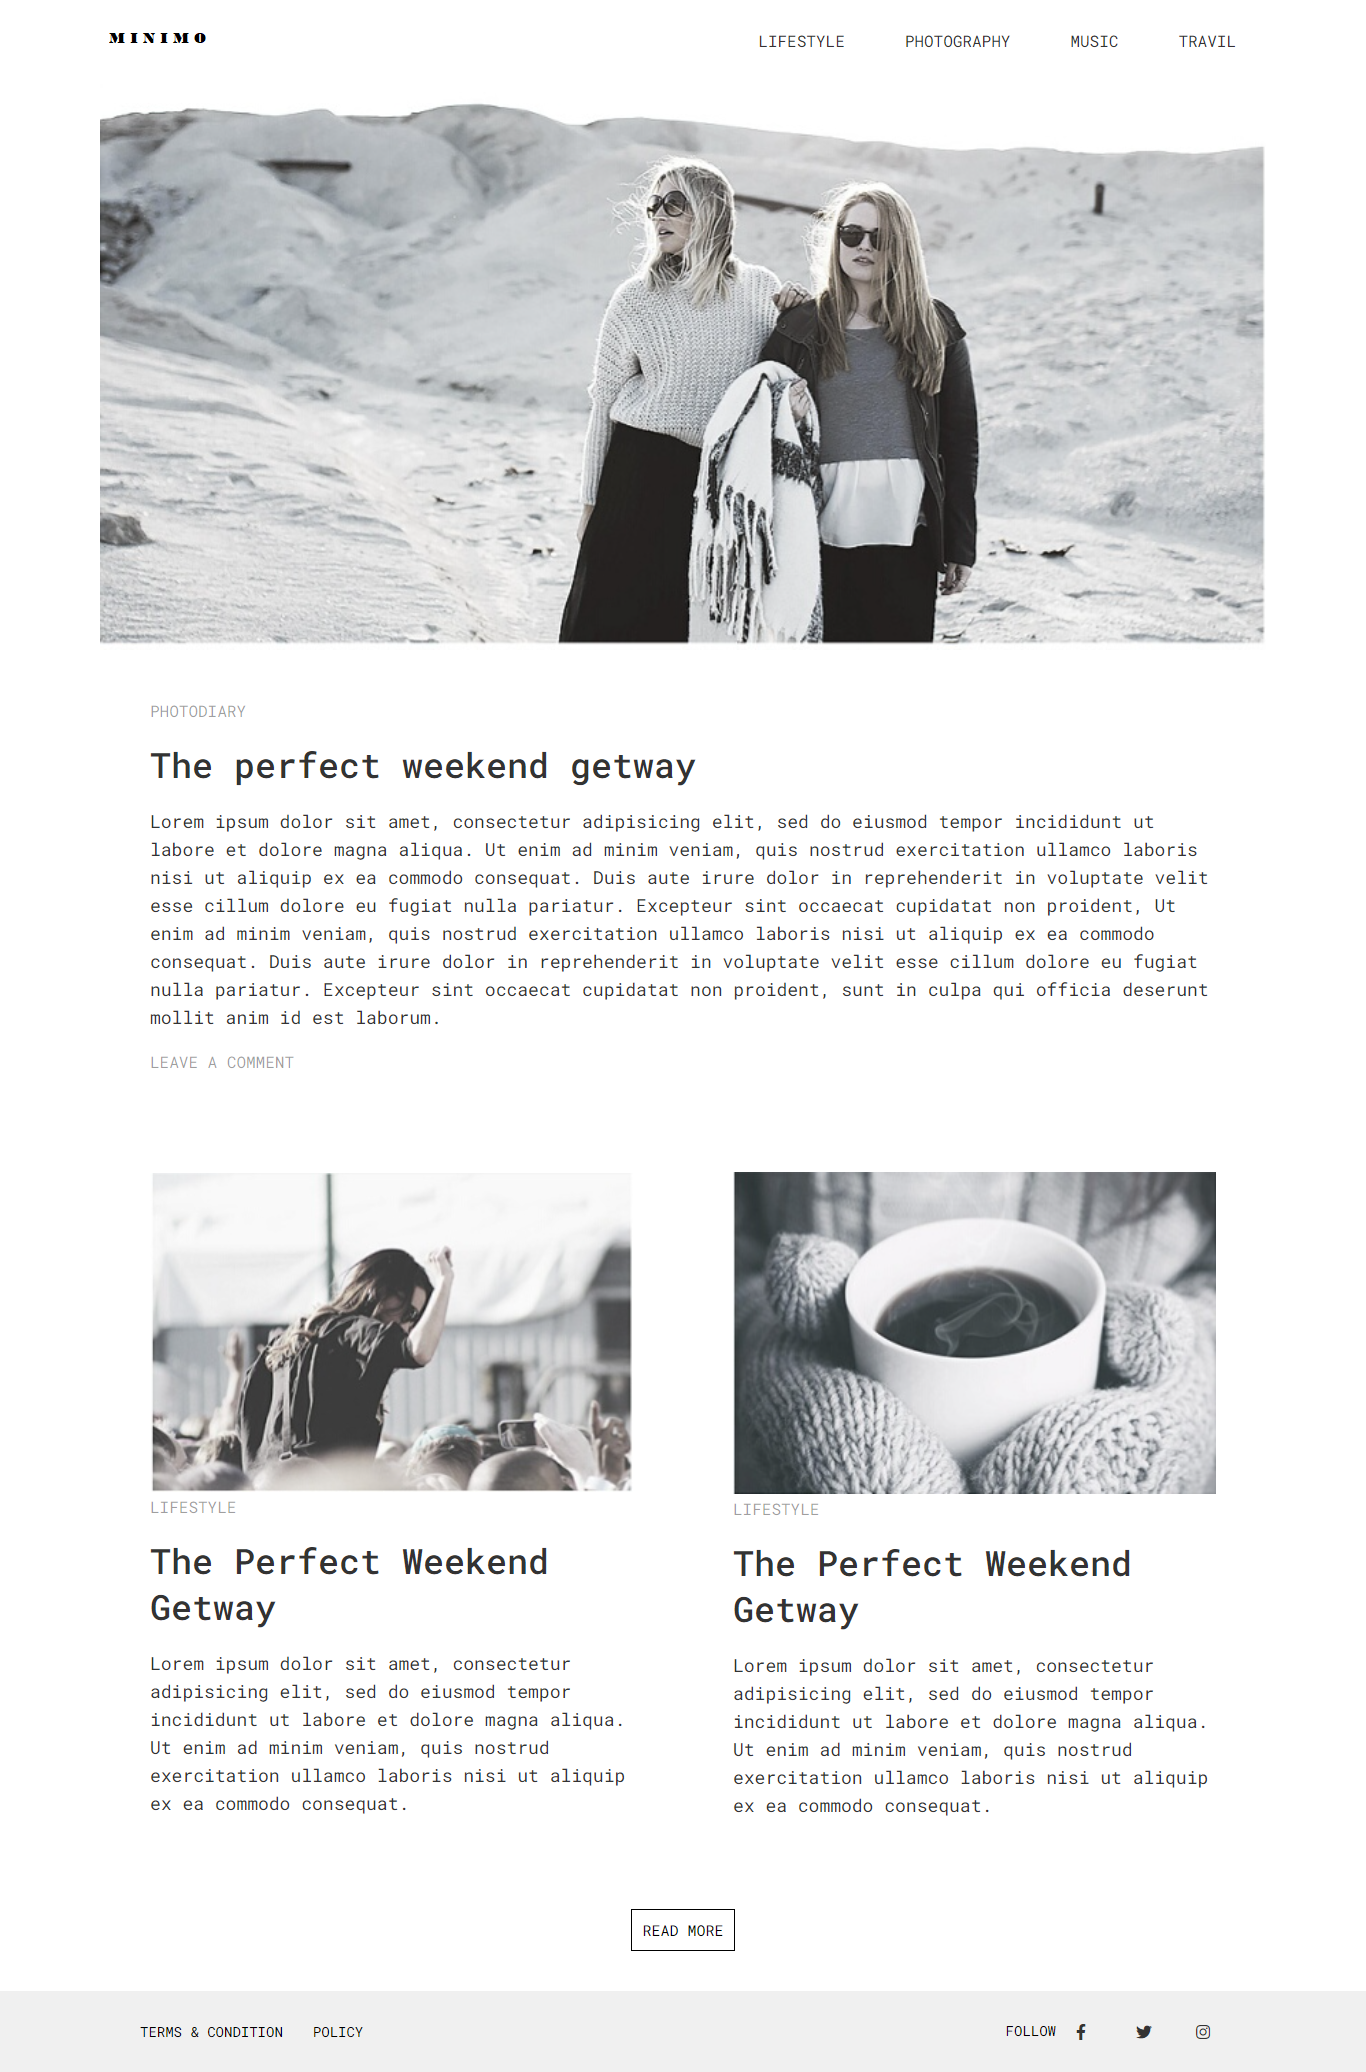 MINIMO
LIFESTYLE PHOTOGRAPHY MUSIC TRAVIL
PHOTODIARY
The perfect weekend getway
Lorem ipsum dolor sit amet, consectetur adipisicing elit, sed do eiusmod tempor incididunt ut
labore et dolore magna aliqua. Ut enim ad minim veniam, quis nostrud exercitation ullamco laboris
nisi ut aliquip ex ea commodo consequat. Duis aute irure dolor in reprehenderit in voluptate velit
esse cillum dolore eu fugiat nulla pariatur. Excepteur sint occaecat cupidatat non proident, Ut
enim ad minim veniam, quis nostrud exercitation ullamco laboris nisi ut aliquip ex ea commodo
consequat. Duis aute irure dolor in reprehenderit in voluptate velit esse cillum dolore eu fugiat
nulla pariatur. Excepteur sint occaecat cupidatat non proident, sunt in culpa qui officia deserunt
mollit anim id est laborum.
LEAVE A COMMENT
LIFESTYLE
The Perfect Weekend
Getway
Lorem ipsum dolor sit amet, consectetur
adipisicing elit, sed do eiusmod tempor
incididunt ut labore et dolore magna aliqua.
Ut enim ad minim veniam, quis nostrud
exercitation ullamco laboris nisi ut aliquip
ex ea commodo consequat.
LIFESTYLE
The Perfect Weekend
Getway
Lorem ipsum dolor sit amet, consectetur
adipisicing elit, sed do eiusmod tempor
incididunt ut labore et dolore magna aliqua.
Ut enim ad minim veniam, quis nostrud
exercitation ullamco laboris nisi ut aliquip
ex ea commodo consequat.
READ MORE
TERMS & CONDITION POLICY
FOLLOW